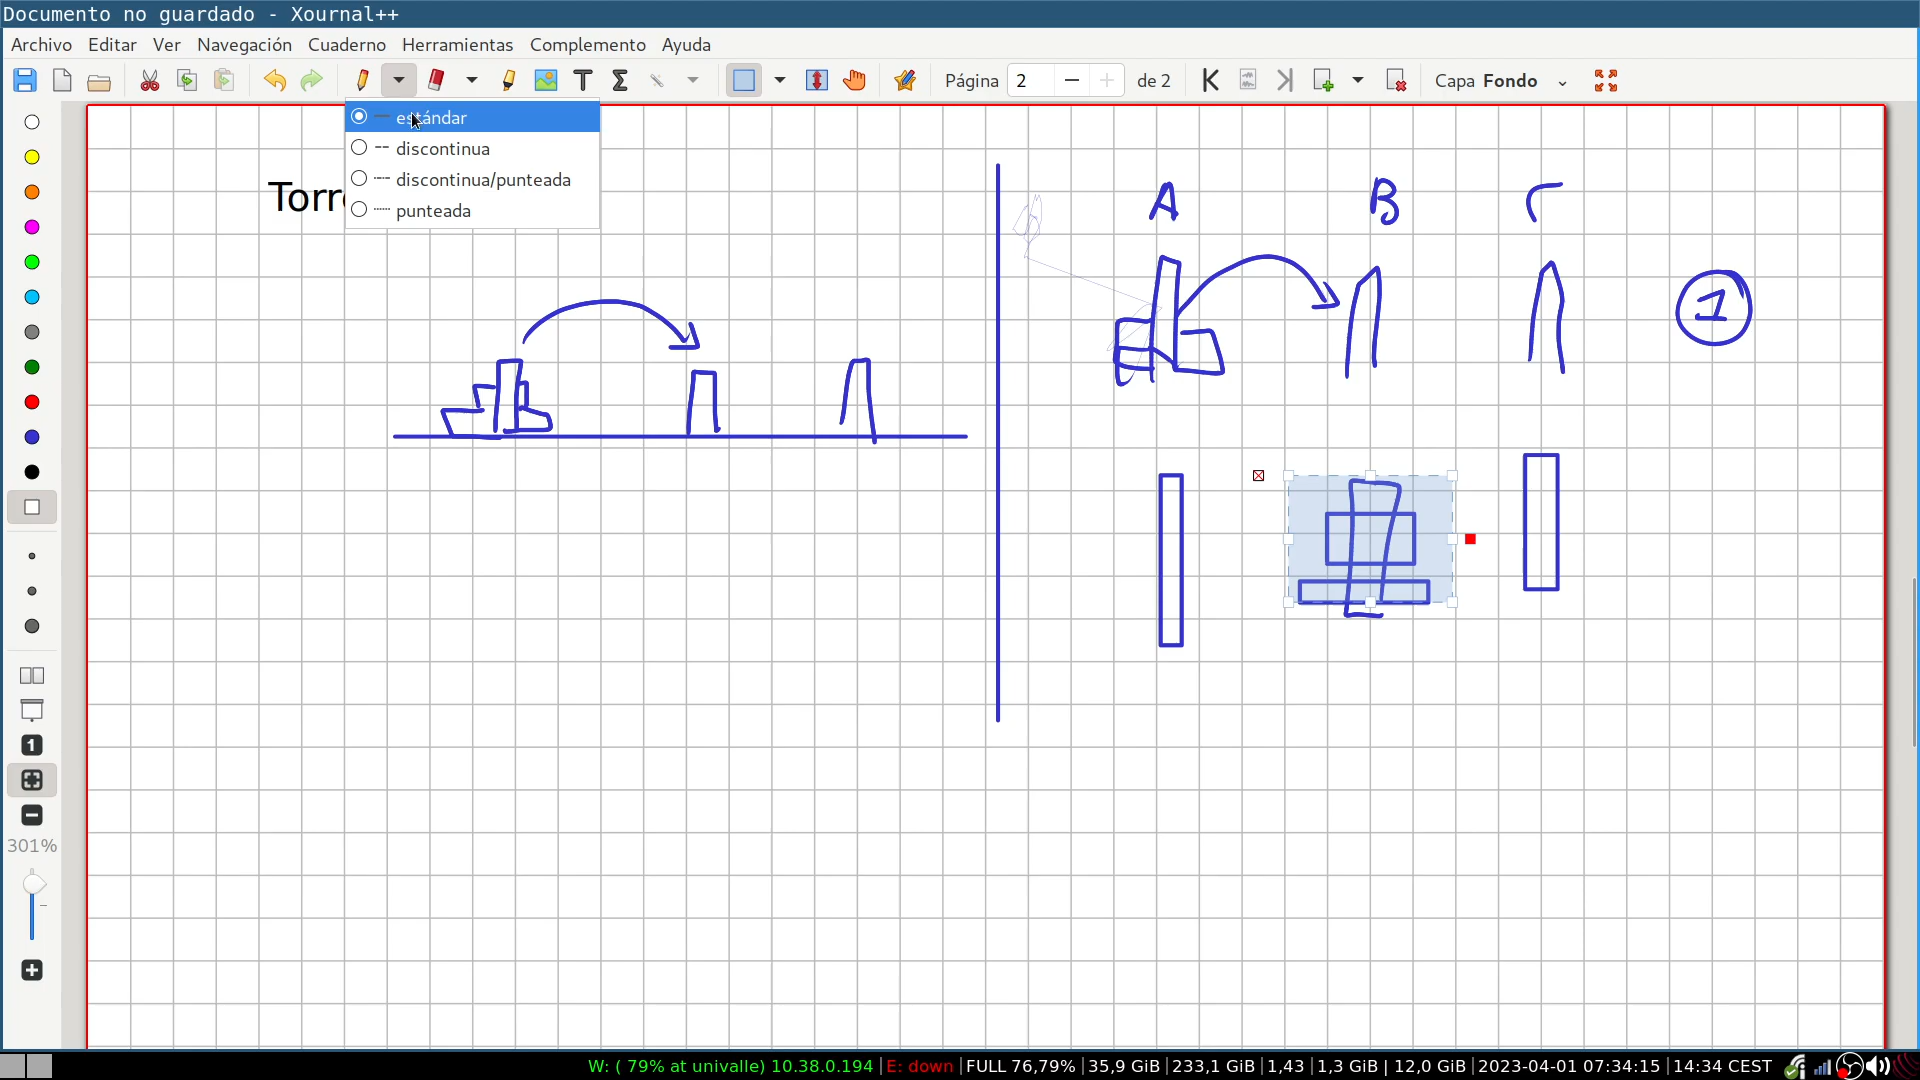 Documento no guardado - Xournal++
Archivo Editar Ver Navegación Cuaderno Herramientas Complemento Ayuda
Página 2 de 2 Capa Fondo
estándar
discontinua
discontinua/punteada
punteada
A B
1
1
301%
W: ( 79% at univalle) 10.38.0.194 |E: down |FULL 76,79% |35,9 GiB |233,1 GiB |1,43 |1,3 GiB | 12,0 GiB |2023-04-01 07:34:15 |14:34 CEST